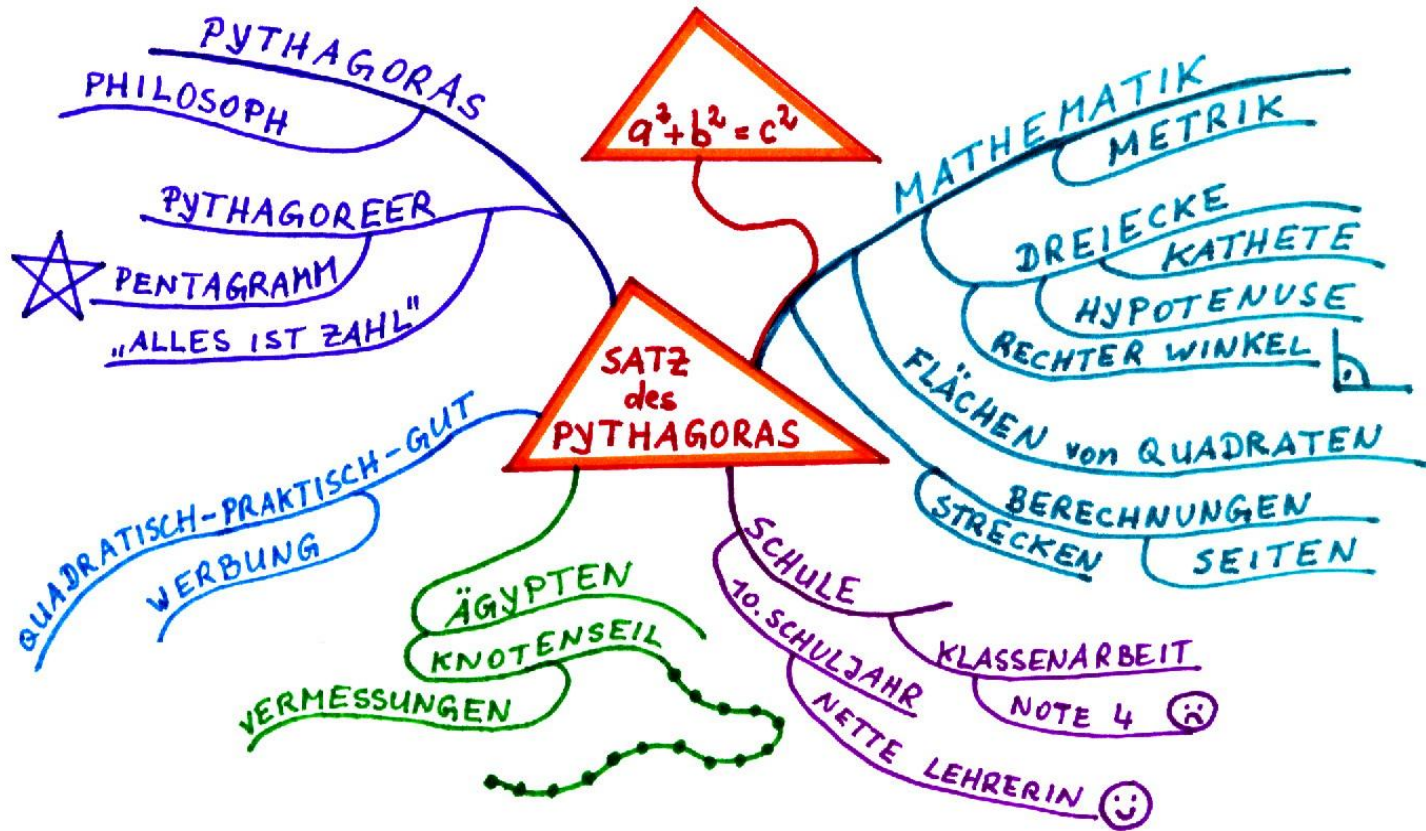 PYTHAGORAS
PHILOSOPH
PYTHAGOREER
PENTAGRAMM
„ALLES IST ZAHL"
a²+b²=c²
MATHEMATIK
METRIK
DREIECKE
KATHETE
HYPOTENUSE
RECHTER WINKEL
FLÄCHEN von QUADRATEN
BERECHNUNGEN
STRECKEN
SEITEN
SATZ
des
PYTHAGORAS
QUADRATISCH-PRAKTISCH-GUT
WERBUNG
ÄGYPTEN
KNOTENSEIL
VERMESSUNGEN
SCHULE
10. SCHULJAHR
NETTE LEHRERIN
KLASSENARBEIT
NOTE 4